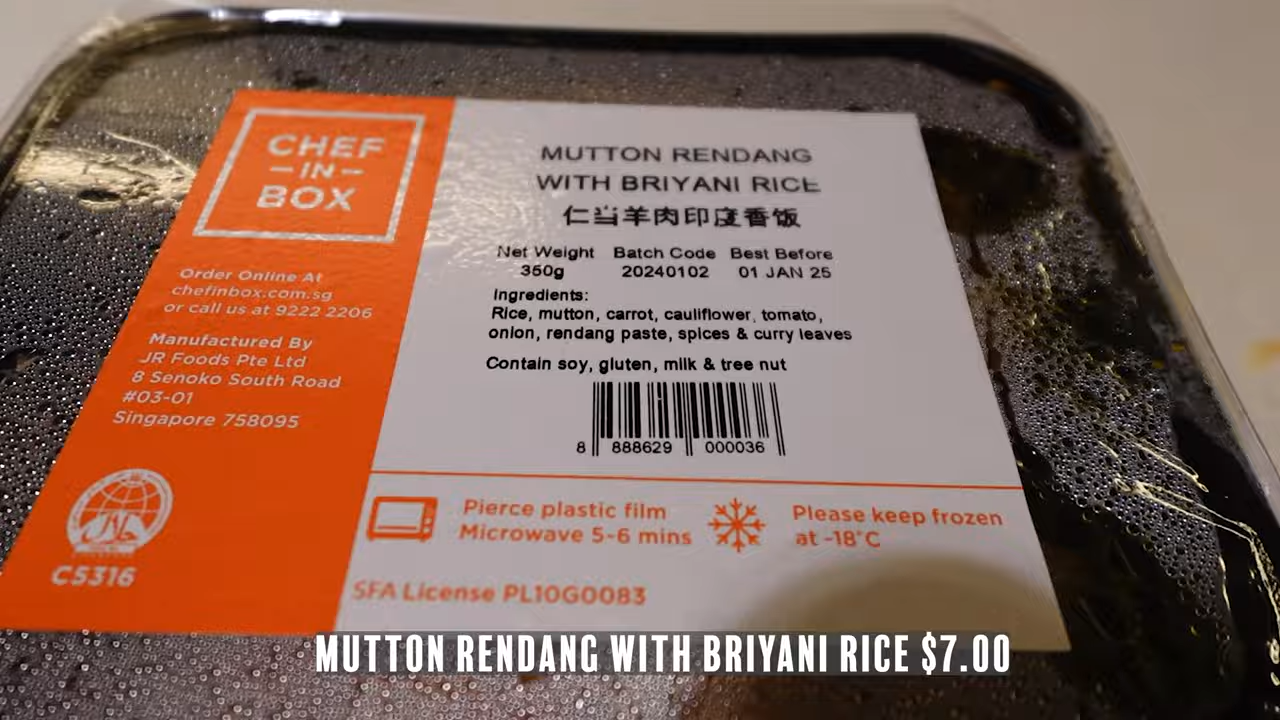 CHEF
-IN-
BOX
Order Online At
chefinbox.com.sg
or call us at 9222 2206
Manufactured By
JR Foods Pte Ltd
8 Senoko South Road
#03-01
Singapore 758095
C5316
MUTTON RENDANG
WITH BRIYANI RICE
仁当羊肉印度香饭
Net Weight Batch Code Best Before
350g 20240102 01 JAN 25
Ingredients:
Rice, mutton, carrot, cauliflower, tomato,
onion, rendang paste, spices & curry leaves
Contain soy, gluten, milk & tree nut
8 888629 000036
Pierce plastic film
Microwave 5-6 mins
Please keep frozen
at -18°C
SFA License PL10G0083
MUTTON RENDANG WITH BRIYANI RICE $7.00